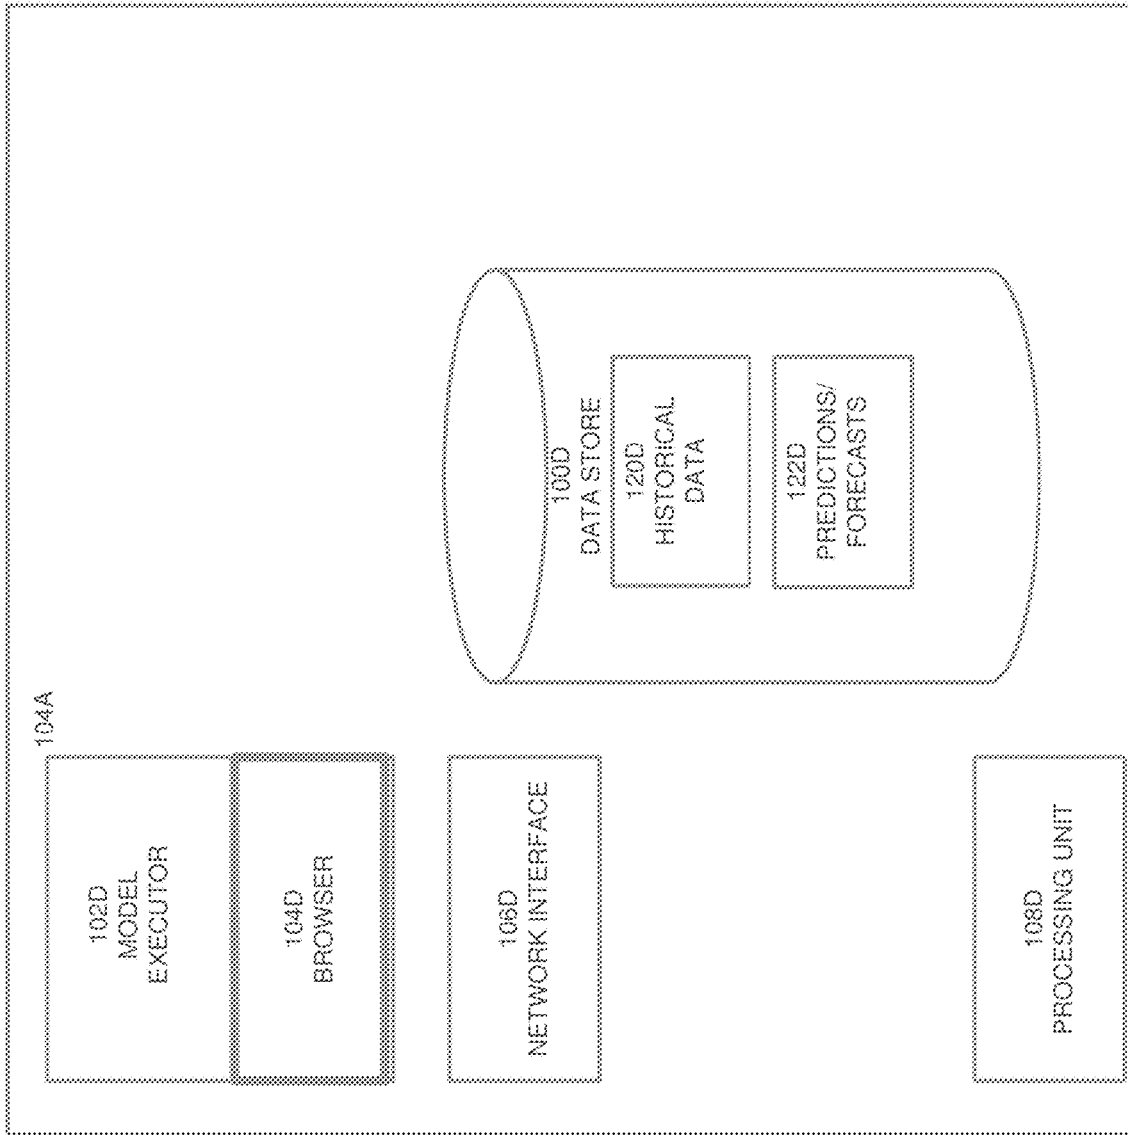 104A
102D
MODEL
EXECUTOR
104D
BROWSER
106D
NETWORK INTERFACE
108D
PROCESSING UNIT
100D
DATA STORE
120D
HISTORICAL
DATA
122D
PREDICTIONS/
FORECASTS